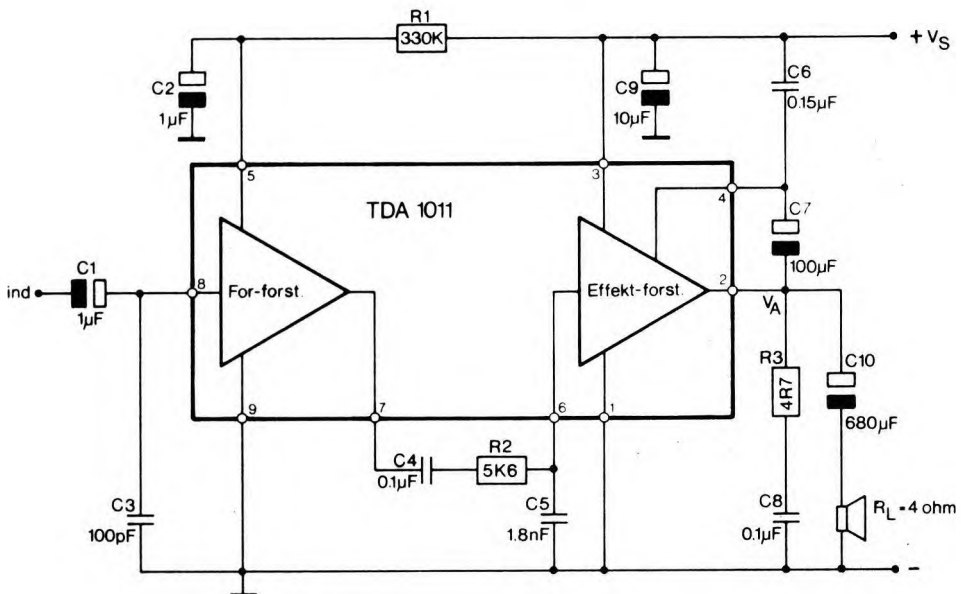 R1
330K
+ VS
C2
1µF
C9
10µF
C6
0.15µF
5
3
4
TDA 1011
C7
100µF
ind
C1
1µF
8
For-forst.
Effekt-forst.
2
VA
R3
4R7
C10
680µF
9
7
6
1
C4
0.1µF
R2
5K6
C3
100pF
C5
1.8nF
C8
0.1µF
RL = 4 ohm
-